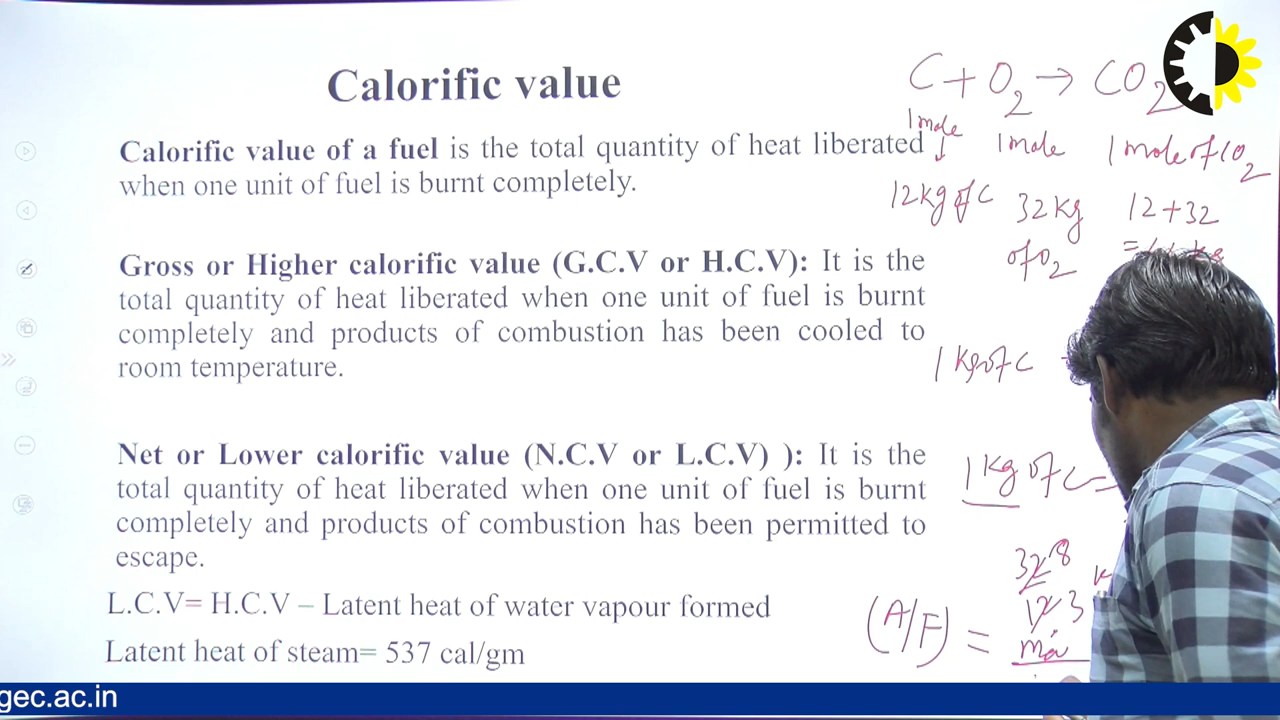 Calorific value
Calorific value of a fuel is the total quantity of heat liberated
when one unit of fuel is burnt completely.
Gross or Higher calorific value (G.C.V or H.C.V): It is the
total quantity of heat liberated when one unit of fuel is burnt
completely and products of combustion has been cooled to
room temperature.
Net or Lower calorific value (N.C.V or L.C.V) ): It is the
total quantity of heat liberated when one unit of fuel is burnt
completely and products of combustion has been permitted to
escape.
L.C.V= H.C.V – Latent heat of water vapour formed
Latent heat of steam= 537 cal/gm
C + O2 → CO2
1 mole 1 mole 1 mole of CO2
↓
12 kg of C 32 kg 12+32
of O2
1 kg of C
1 kg of C =
32 8
12 3
(A/F) = ma
gec.ac.in